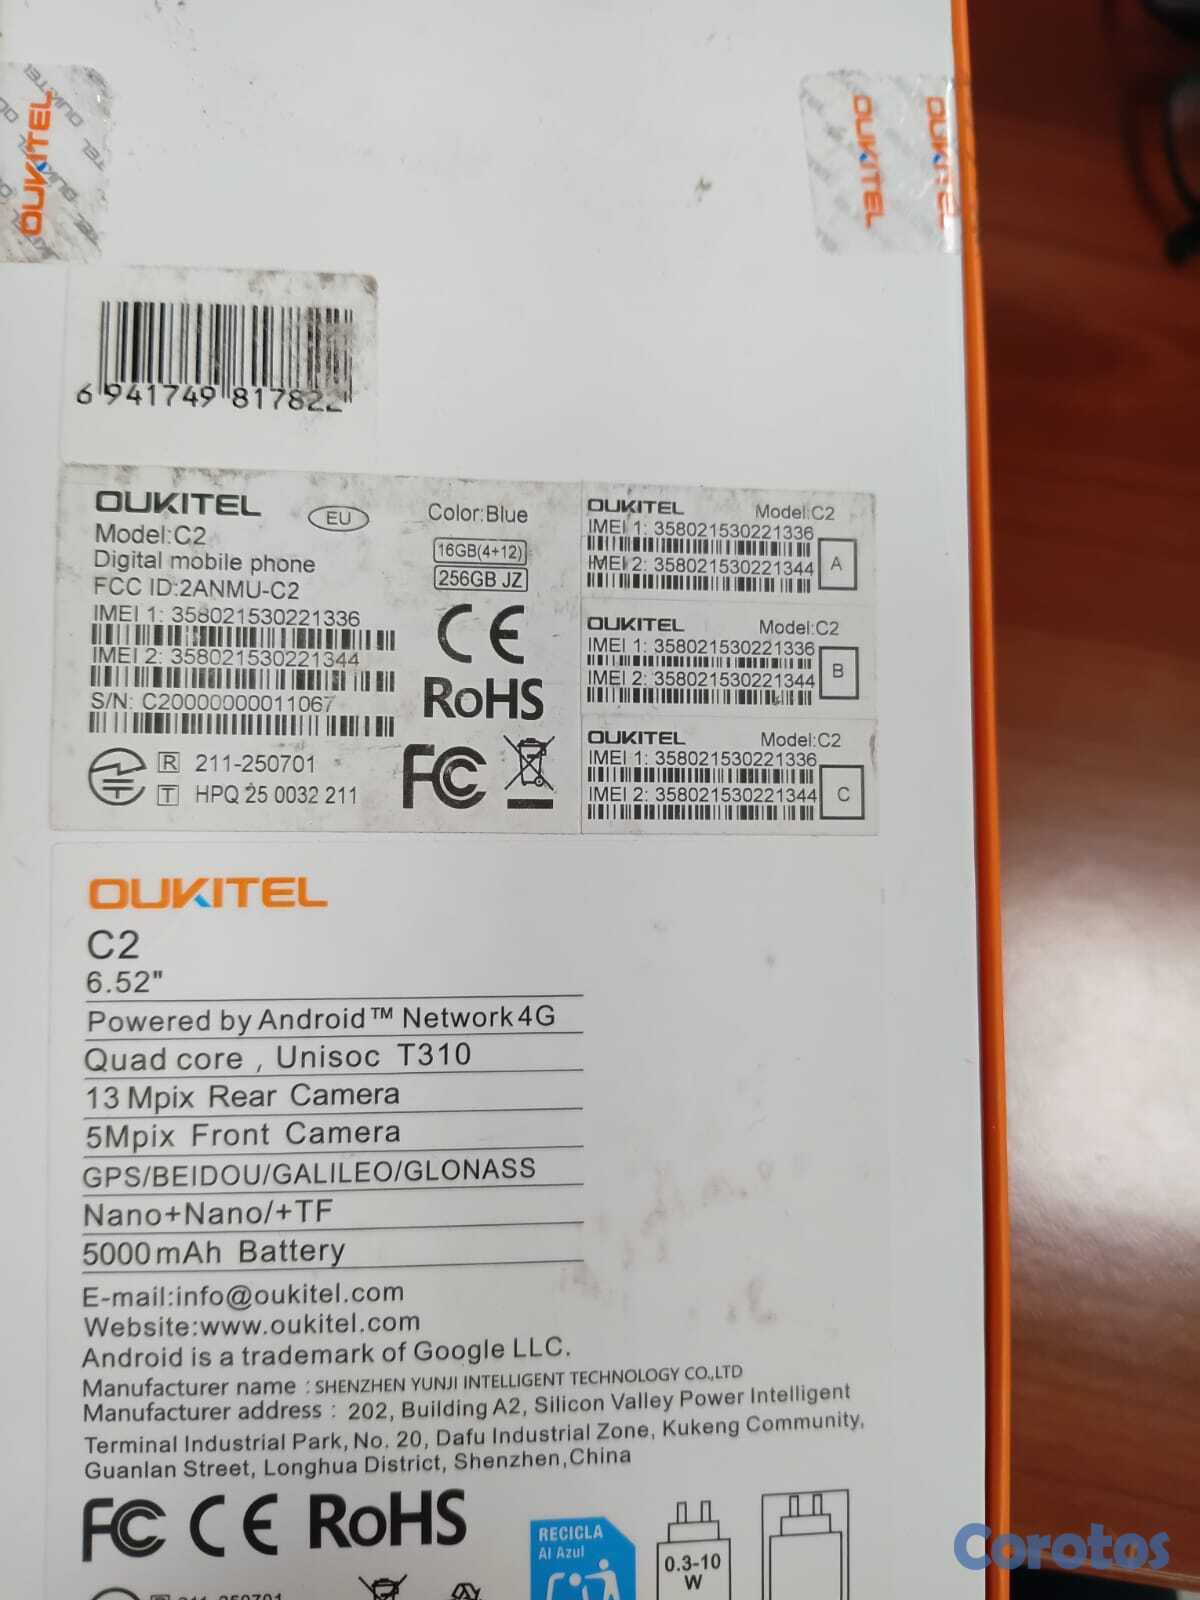 OUKITEL
OUKITEL
OUKITEL
6 941749 817822
OUKITEL
EU
Color:Blue
Model:C2
16GB(4+12)
Digital mobile phone
256GB JZ
FCC ID:2ANMU-C2
IMEI 1: 358021530221336
IMEI 2: 358021530221344
S/N: C20000000011067
CE
RoHS
FC
R 211-250701
T HPQ 25 0032 211
OUKITEL Model:C2
IMEI 1: 358021530221336
IMEI 2: 358021530221344
A
OUKITEL Model:C2
IMEI 1: 358021530221336
IMEI 2: 358021530221344
B
OUKITEL Model:C2
IMEI 1: 358021530221336
IMEI 2: 358021530221344
C
OUKITEL
C2
6.52"
Powered by Android™ Network 4G
Quad core , Unisoc T310
13 Mpix Rear Camera
5Mpix Front Camera
GPS/BEIDOU/GALILEO/GLONASS
Nano+Nano/+TF
5000 mAh Battery
E-mail:info@oukitel.com
Website:www.oukitel.com
Android is a trademark of Google LLC.
Manufacturer name : SHENZHEN YUNJI INTELLIGENT TECHNOLOGY CO.,LTD
Manufacturer address : 202, Building A2, Silicon Valley Power Intelligent
Terminal Industrial Park, No. 20, Dafu Industrial Zone, Kukeng Community,
Guanlan Street, Longhua District, Shenzhen,China
FC CE RoHS
RECICLA
Al Azul
0.3-10
W
Corotos